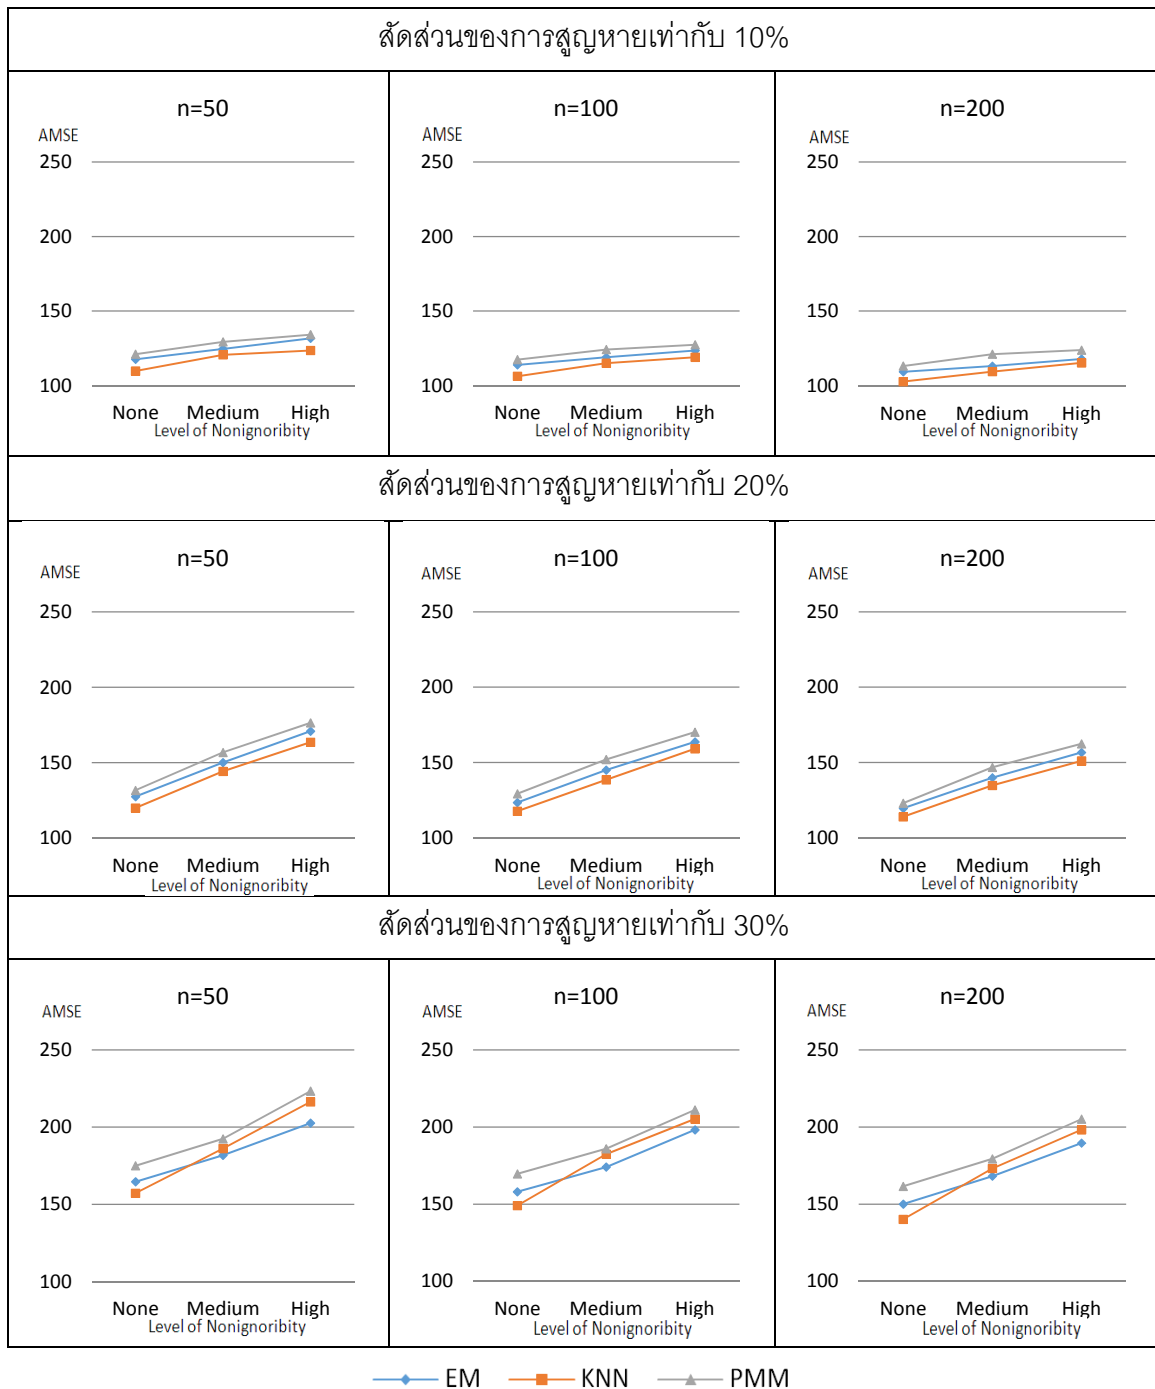 สัดส่วนของการสูญหายเท่ากับ 10%
n=50 n=100 n=200
AMSE AMSE AMSE
250 250 250
200 200 200
150 150 150
100 100 100
None Medium High None Medium High None Medium High
Level of Nonignoribity Level of Nonignoribity Level of Nonignoribity
สัดส่วนของการสูญหายเท่ากับ 20%
n=50 n=100 n=200
AMSE AMSE AMSE
250 250 250
200 200 200
150 150 150
100 100 100
None Medium High None Medium High None Medium High
Level of Nonignoribity Level of Nonignoribity Level of Nonignoribity
สัดส่วนของการสูญหายเท่ากับ 30%
n=50 n=100 n=200
AMSE AMSE AMSE
250 250 250
200 200 200
150 150 150
100 100 100
None Medium High None Medium High None Medium High
Level of Nonignoribity Level of Nonignoribity Level of Nonignoribity
EM KNN PMM